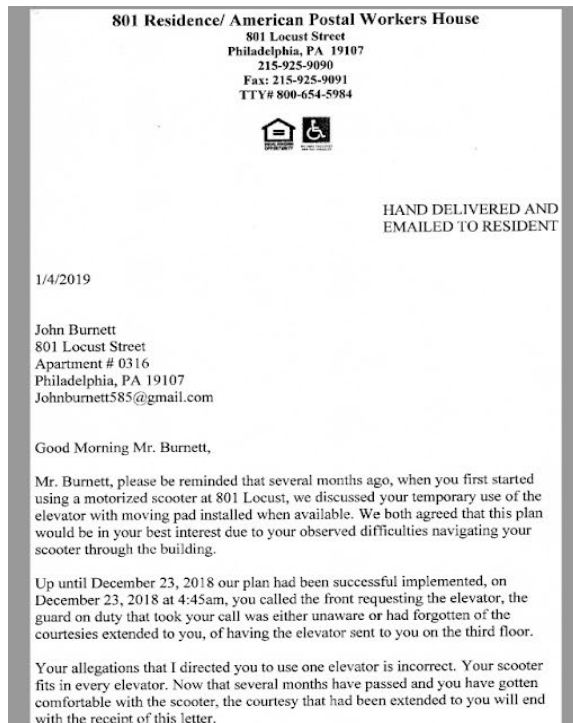 801 Residence/ American Postal Workers House
801 Locust Street
Philadelphia, PA 19107
215-925-9090
Fax: 215-925-9091
TTY# 800-654-5984
HAND DELIVERED AND
EMAILED TO RESIDENT
1/4/2019
John Burnett
801 Locust Street
Apartment # 0316
Philadelphia, PA 19107
Johnburnett585@gmail.com
Good Morning Mr. Burnett,
Mr. Burnett, please be reminded that several months ago, when you first started
using a motorized scooter at 801 Locust, we discussed your temporary use of the
elevator with moving pad installed when available. We both agreed that this plan
would be in your best interest due to your observed difficulties navigating your
scooter through the building.
Up until December 23, 2018 our plan had been successful implemented, on
December 23, 2018 at 4:45am, you called the front requesting the elevator, the
guard on duty that took your call was either unaware or had forgotten of the
courtesies extended to you, of having the elevator sent to you on the third floor.
Your allegations that I directed you to use one elevator is incorrect. Your scooter
fits in every elevator. Now that several months have passed and you have gotten
comfortable with the scooter, the courtesy that had been extended to you will end
with the receipt of this letter.